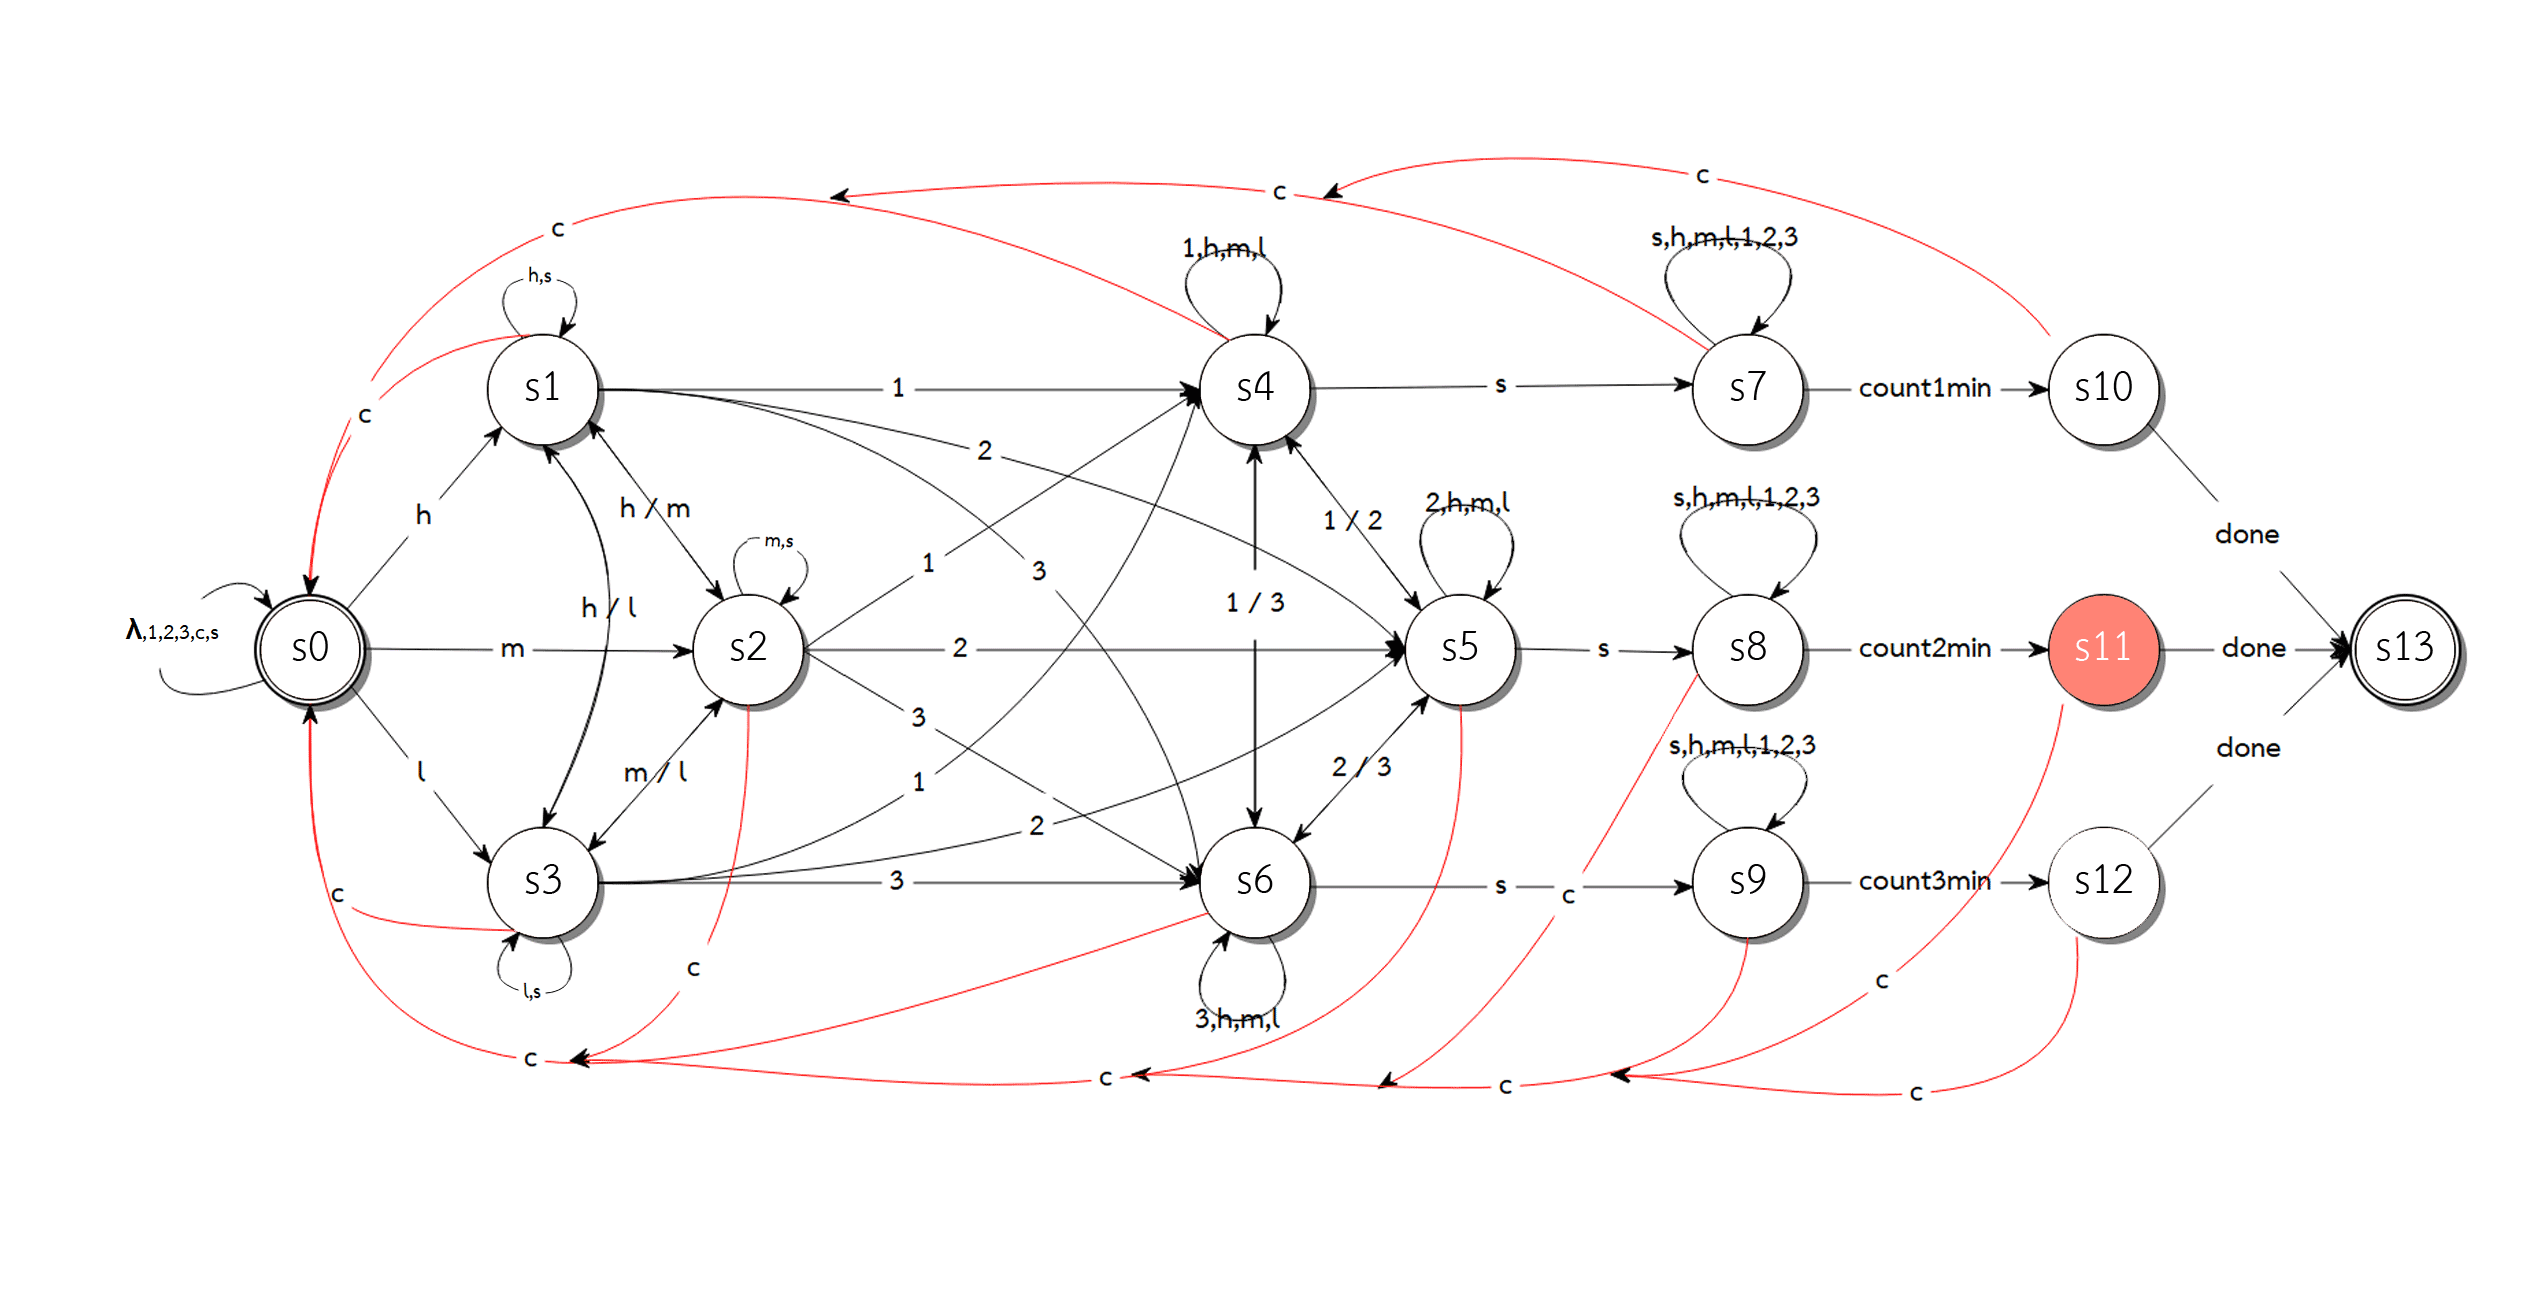 c
c
c
s,h,m,l,1,2,3
1,h,m,l
h,s
s1
1
s4
s
s7
count1min
s10
c
2
h
h / m
1 / 2
2,h,m,l
s,h,m,l,1,2,3
done
m,s
1
3
h / l
1 / 3
λ,1,2,3,c,s
s0
m
s2
2
s5
s
s8
count2min
s11
done
s13
3
l
m / l
1
2 / 3
s,h,m,l,1,2,3
done
2
s3
3
s6
s
c
s9
count3min
s12
c
c
c
l,s
3,h,m,l
c
c
c
c